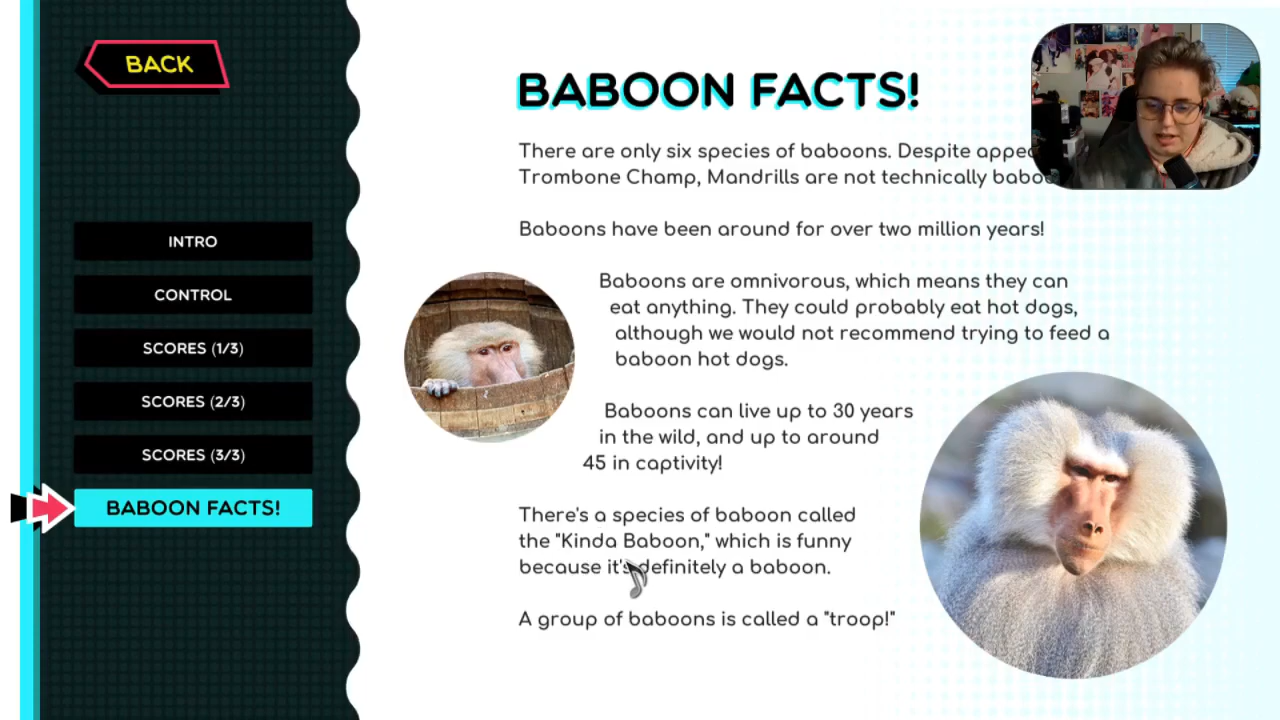 BACK
INTRO
CONTROL
SCORES (1/3)
SCORES (2/3)
SCORES (3/3)
BABOON FACTS!
BABOON FACTS!
There are only six species of baboons. Despite
Trombone Champ, Mandrills are not technically
Baboons have been around for over two million years!
Baboons are omnivorous, which means they can
eat anything. They could probably eat hot dogs,
although we would not recommend trying to feed a
baboon hot dogs.
Baboons can live up to 30 years
in the wild, and up to around
45 in captivity!
There's a species of baboon called
the "Kinda Baboon," which is funny
because it's definitely a baboon.
A group of baboons is called a "troop!"